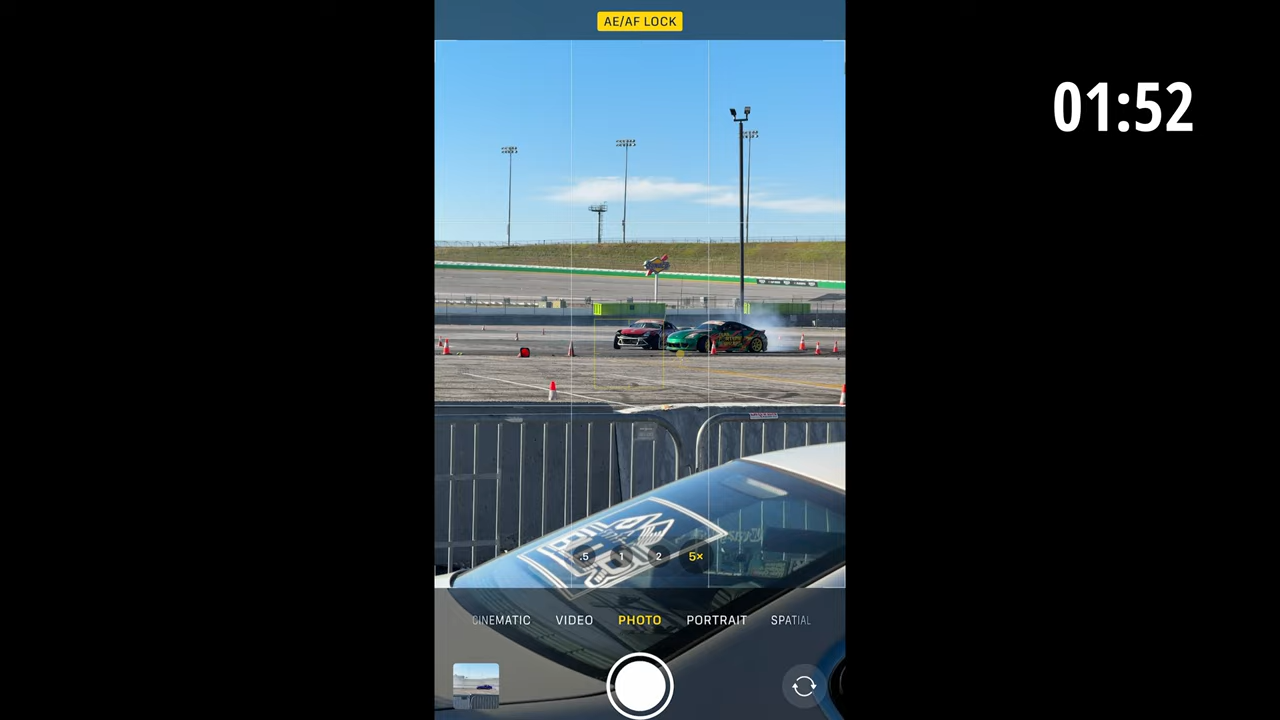 AE/AF LOCK
01:52
.5 1 2 5×
CINEMATIC VIDEO PHOTO PORTRAIT SPATIAL